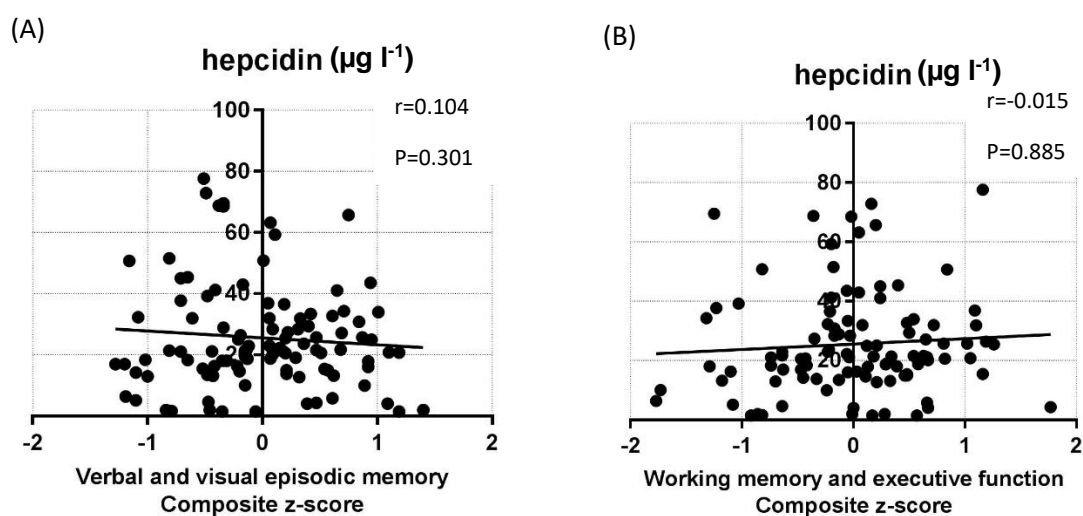 (A)
hepcidin (µg l⁻¹)
r=0.104
P=0.301
100
80
60
40
20
-2 -1 0 1 2
Verbal and visual episodic memory
Composite z-score
(B)
hepcidin (µg l⁻¹)
r=-0.015
P=0.885
100
80
60
40
20
-2 -1 0 1 2
Working memory and executive function
Composite z-score